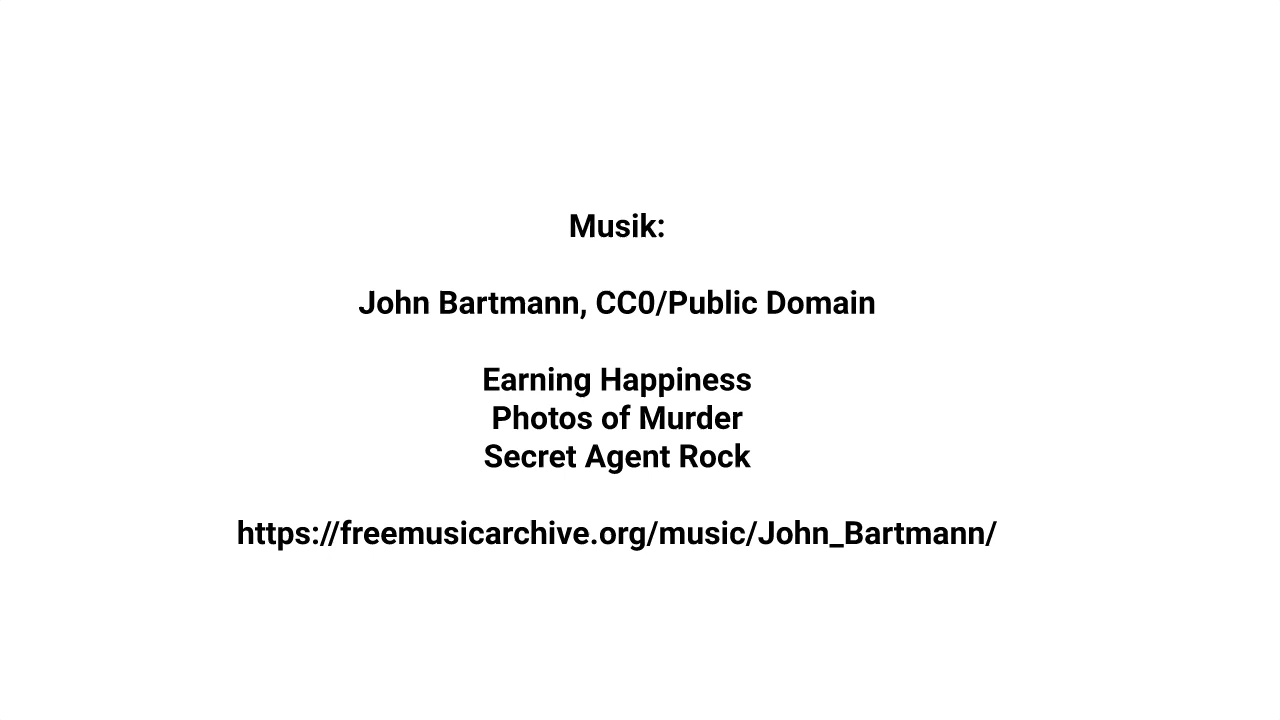 Musik:
John Bartmann, CC0/Public Domain
Earning Happiness
Photos of Murder
Secret Agent Rock
https://freemusicarchive.org/music/John_Bartmann/